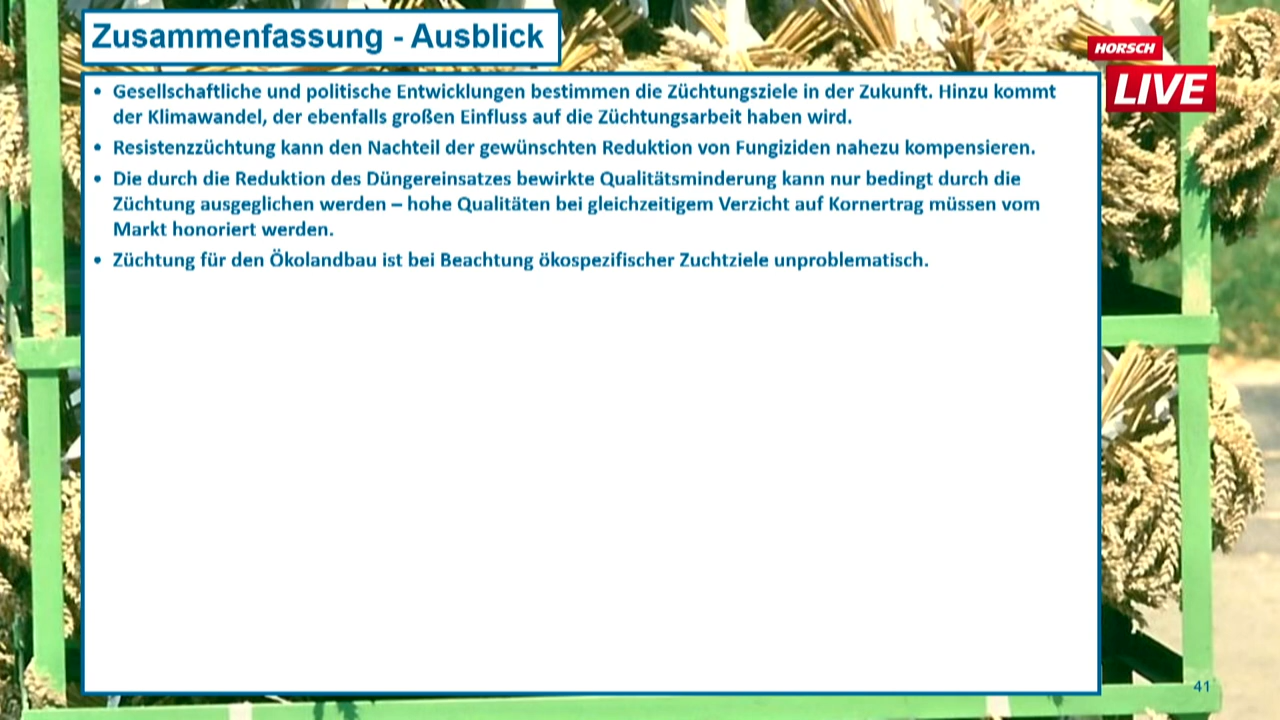 Zusammenfassung - Ausblick
HORSCH
LIVE
• Gesellschaftliche und politische Entwicklungen bestimmen die Züchtungsziele in der Zukunft. Hinzu kommt
der Klimawandel, der ebenfalls großen Einfluss auf die Züchtungsarbeit haben wird.
• Resistenzzüchtung kann den Nachteil der gewünschten Reduktion von Fungiziden nahezu kompensieren.
• Die durch die Reduktion des Düngereinsatzes bewirkte Qualitätsminderung kann nur bedingt durch die
Züchtung ausgeglichen werden – hohe Qualitäten bei gleichzeitigem Verzicht auf Kornertrag müssen vom
Markt honoriert werden.
• Züchtung für den Ökolandbau ist bei Beachtung ökospezifischer Zuchtziele unproblematisch.
41